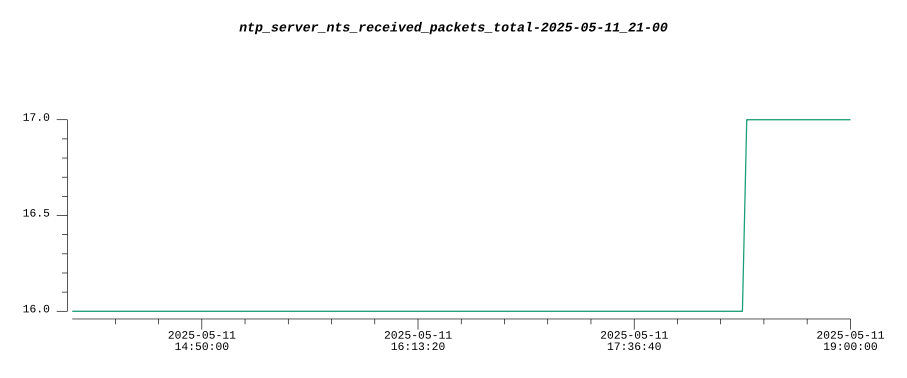 ntp_server_nts_received_packets_total-2025-05-11_21-00
17.0
16.5
16.0
2025-05-11 2025-05-11 2025-05-11 2025-05-11
14:50:00 16:13:20 17:36:40 19:00:00